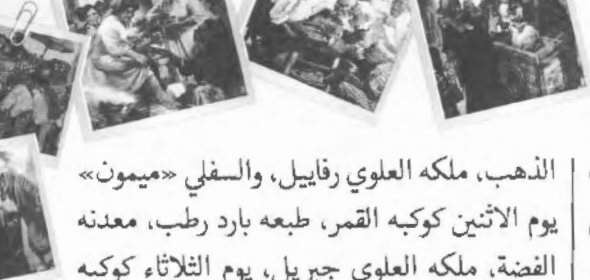 الذهب، ملكه العلوي رفاييل، والسفلي «ميمون»
يوم الاثنين كوكبه القمر، طبعه بارد رطب، معدنه
الفضة، ملكه العلوي جبريل، يوم الثلاثاء كوكبه